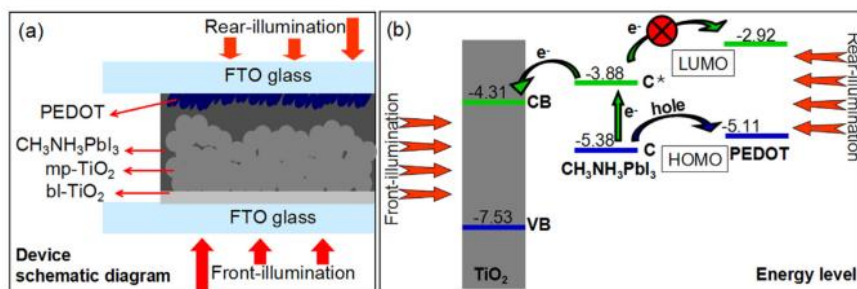 (a)
Rear-illumination
FTO glass
PEDOT
CH₃NH₃PbI₃
mp-TiO₂
bl-TiO₂
FTO glass
Device
schematic diagram
Front-illumination
(b)
Front-illumination
e⁻
-2.92
LUMO
e⁻
-3.88
C*
-4.31
CB
e⁻
hole
-5.11
PEDOT
-5.38
C
HOMO
CH₃NH₃PbI₃
-7.53
VB
TiO₂
Energy level
Rear-illumination